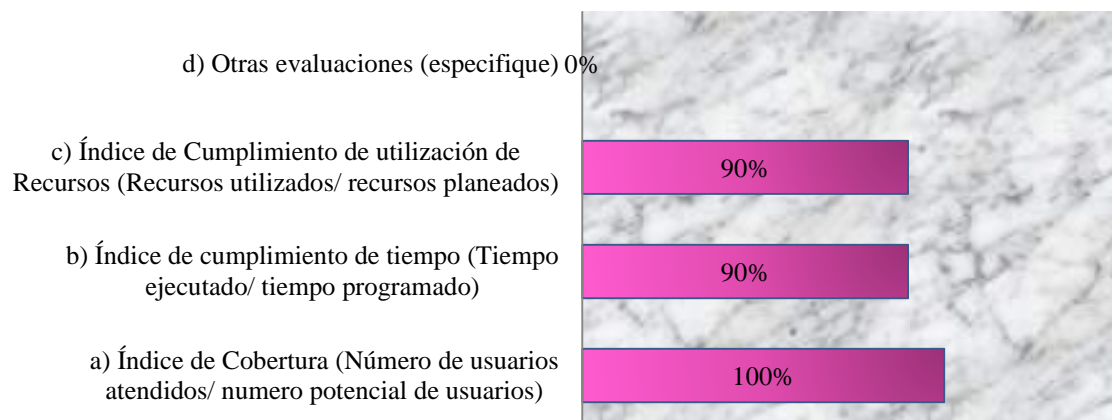 d) Otras evaluaciones (especifique) 0%
c) Índice de Cumplimiento de utilización de
Recursos (Recursos utilizados/ recursos planeados)
90%
b) Índice de cumplimiento de tiempo (Tiempo
ejecutado/ tiempo programado)
90%
a) Índice de Cobertura (Número de usuarios
atendidos/ numero potencial de usuarios)
100%